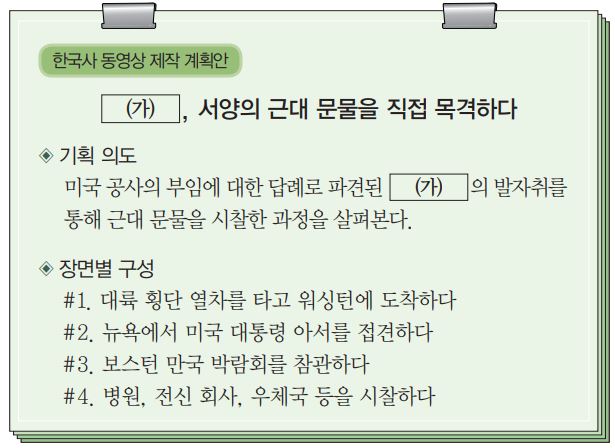 한국사 동영상 제작 계획안
(가), 서양의 근대 문물을 직접 목격하다
◈ 기획 의도
미국 공사의 부임에 대한 답례로 파견된 (가)의 발자취를
통해 근대 문물을 시찰한 과정을 살펴본다.
◈ 장면별 구성
#1. 대륙 횡단 열차를 타고 워싱턴에 도착하다
#2. 뉴욕에서 미국 대통령 아서를 접견하다
#3. 보스턴 만국 박람회를 참관하다
#4. 병원, 전신 회사, 우체국 등을 시찰하다